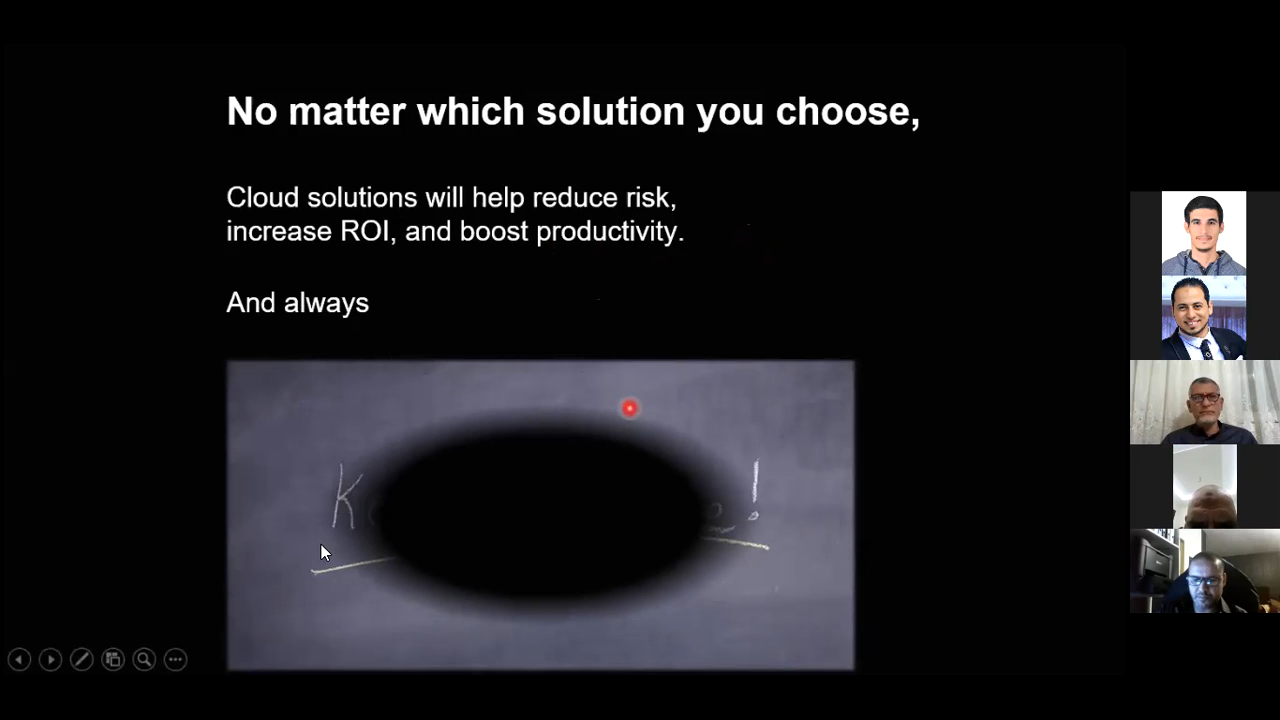 No matter which solution you choose,
Cloud solutions will help reduce risk,
increase ROI, and boost productivity.
And always